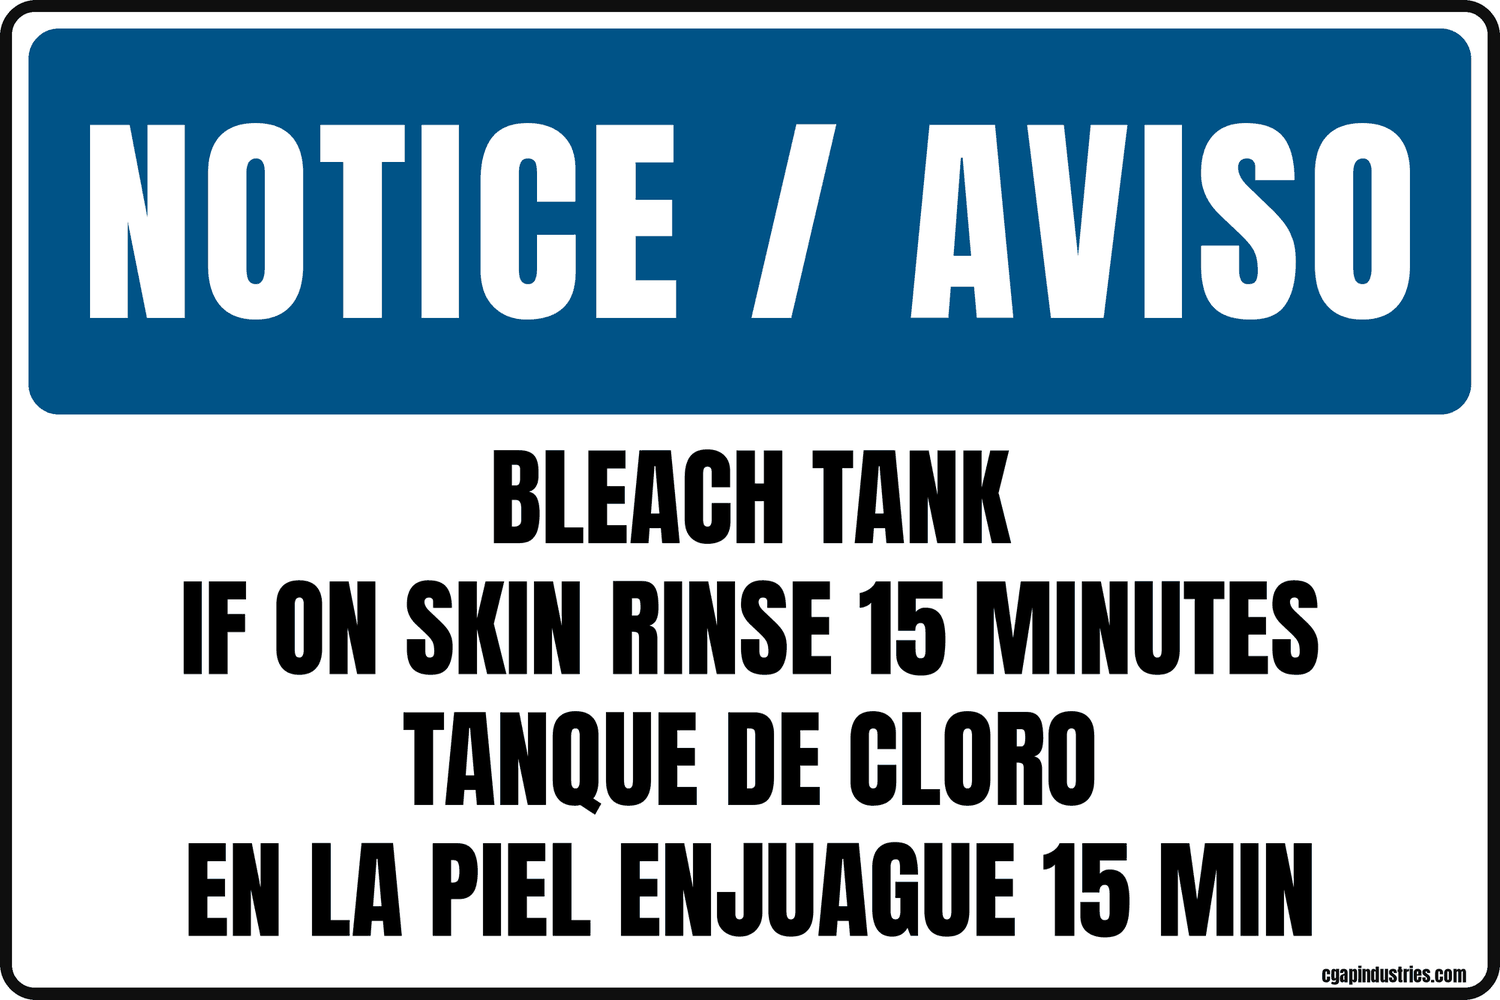 NOTICE / AVISO
BLEACH TANK
IF ON SKIN RINSE 15 MINUTES
TANQUE DE CLORO
EN LA PIEL ENJUAGUE 15 MIN
cgapindustries.com